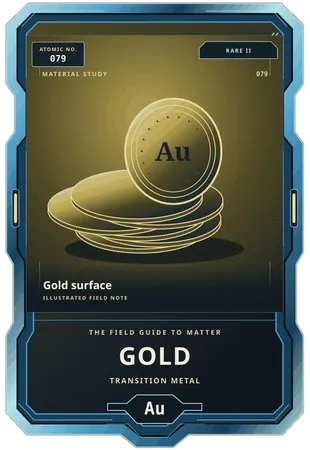 ATOMIC NO.
079
RARE II
MATERIAL STUDY
079
Au
Gold surface
ILLUSTRATED FIELD NOTE
THE FIELD GUIDE TO MATTER
GOLD
TRANSITION METAL
Au